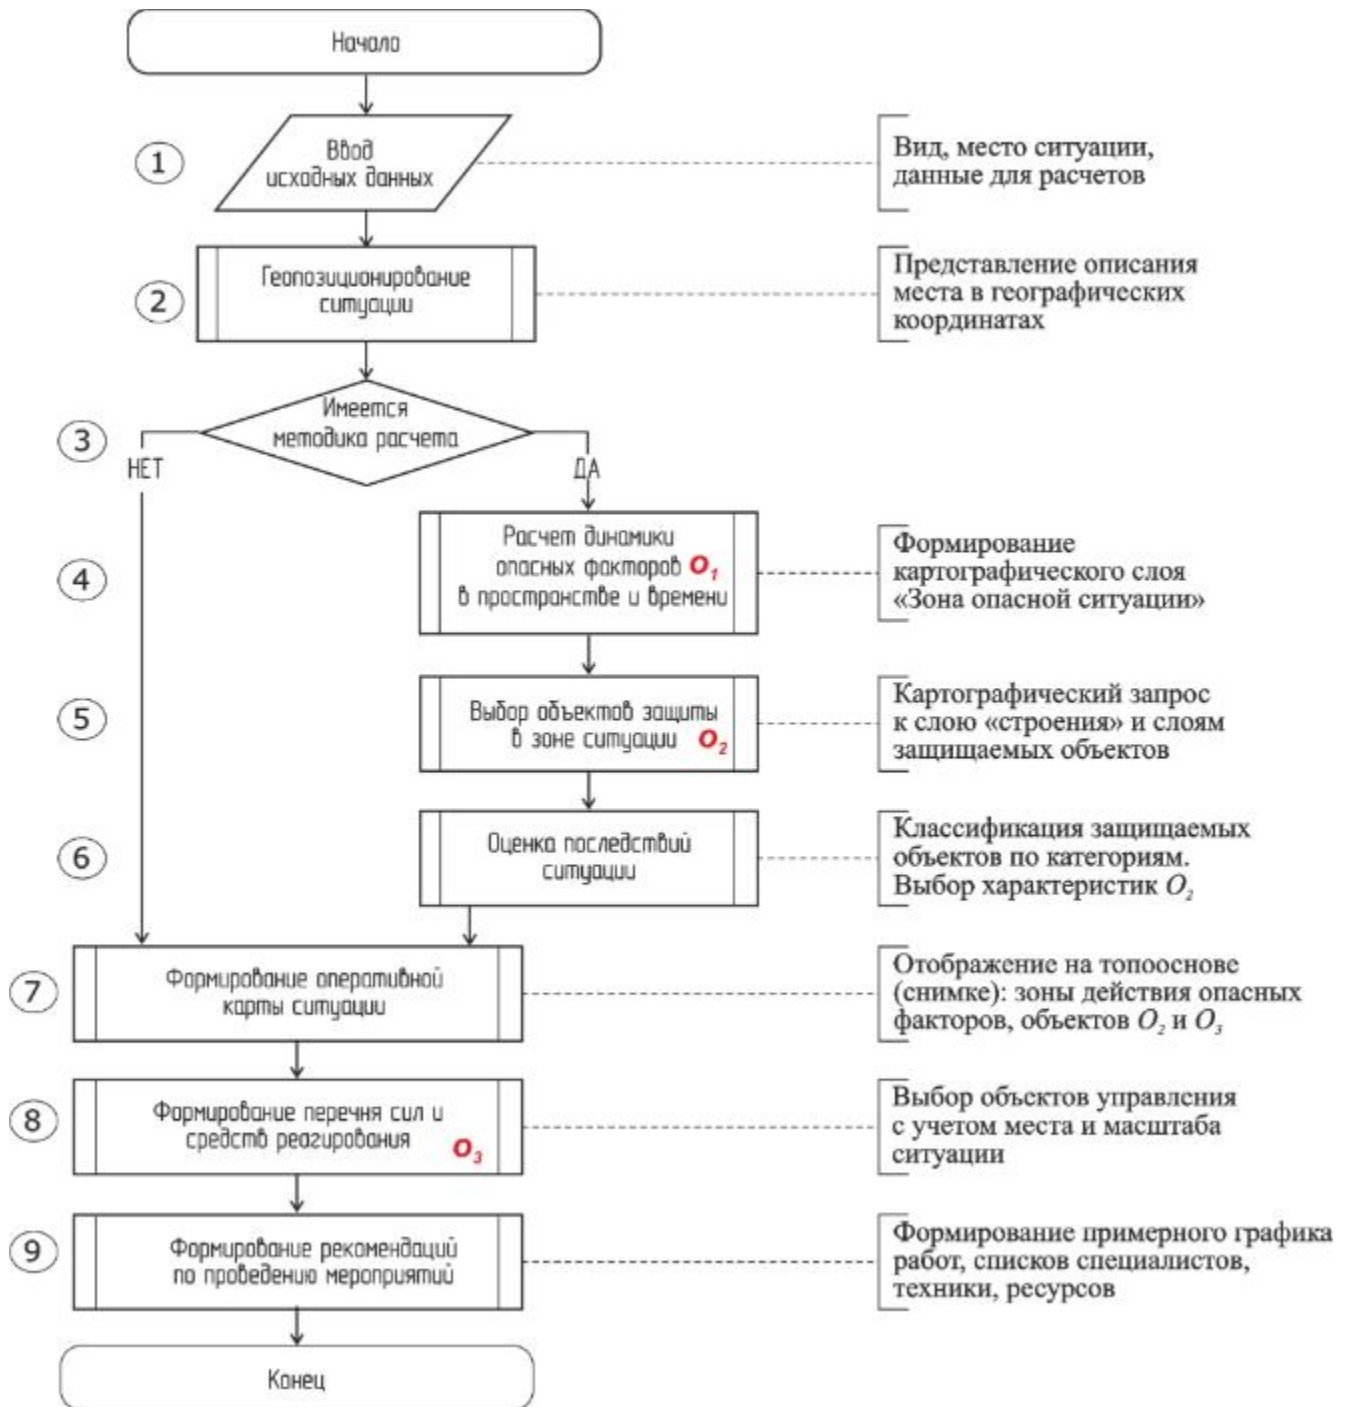 Начало
1
Ввод
исходных данных
Вид, место ситуации,
данные для расчетов
2
Геопозиционирование
ситуации
Представление описания
места в географических
координатах
3
Имеется
методика расчета
НЕТ
ДА
4
Расчет динамики
опасных факторов O₁
в пространстве и времени
Формирование
картографического слоя
«Зона опасной ситуации»
5
Выбор объектов защиты
в зоне ситуации O₂
Картографический запрос
к слою «строения» и слоям
защищаемых объектов
6
Оценка последствий
ситуации
Классификация защищаемых
объектов по категориям.
Выбор характеристик O₂
7
Формирование оперативной
карты ситуации
Отображение на топооснове
(снимке): зоны действия опасных
факторов, объектов O₂ и O₃
8
Формирование перечня сил и
средств реагирования
O₃
Выбор объектов управления
с учетом места и масштаба
ситуации
9
Формирование рекомендаций
по проведению мероприятий
Формирование примерного графика
работ, списков специалистов,
техники, ресурсов
Конец